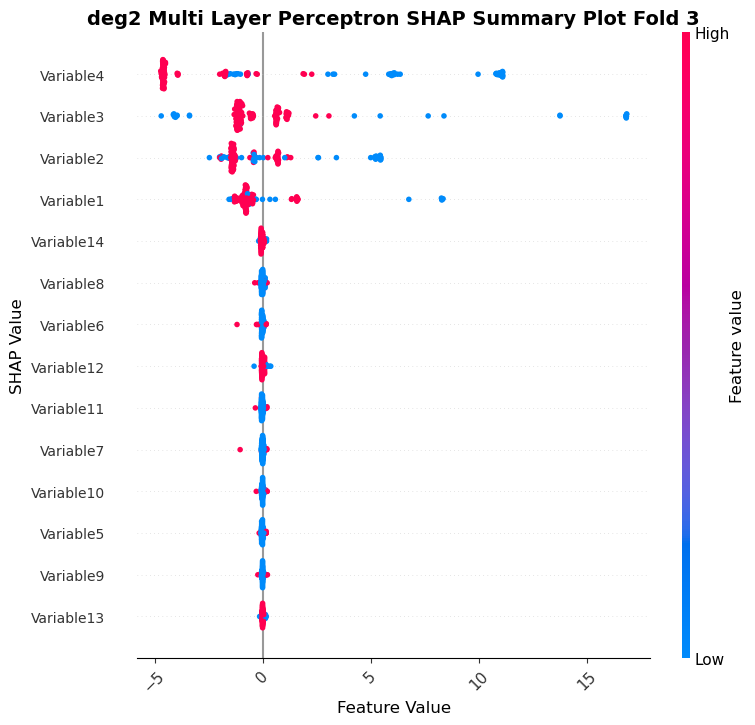 deg2 Multi Layer Perceptron SHAP Summary Plot Fold 3
High
Variable4
Variable3
Variable2
Variable1
Variable14
Variable8
Variable6
Variable12
Variable11
Variable7
Variable10
Variable5
Variable9
Variable13
SHAP Value
Feature value
Low
−5
0
5
10
15
Feature Value